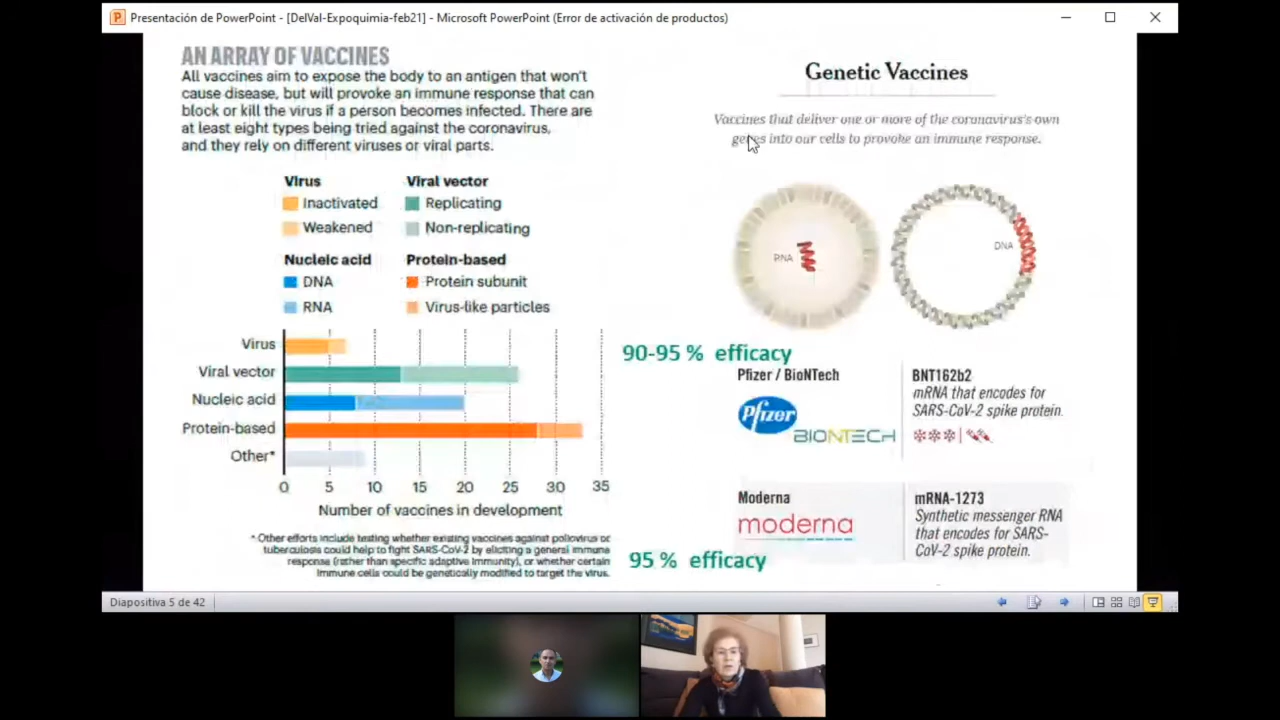 Presentación de PowerPoint - [DelVal-Expoquimia-feb21] - Microsoft PowerPoint (Error de activación de productos)
AN ARRAY OF VACCINES
All vaccines aim to expose the body to an antigen that won't
cause disease, but will provoke an immune response that can
block or kill the virus if a person becomes infected. There are
at least eight types being tried against the coronavirus,
and they rely on different viruses or viral parts.
Virus
Inactivated
Weakened
Viral vector
Replicating
Non-replicating
Nucleic acid
DNA
RNA
Protein-based
Protein subunit
Virus-like particles
Virus
Viral vector
Nucleic acid
Protein-based
Other*
0 5 10 15 20 25 30 35
Number of vaccines in development
* Other efforts include testing whether existing vaccines against poliovirus or
tuberculosis could help to fight SARS-CoV-2 by eliciting a general immune
response (rather than specific adaptive immunity), or whether certain
immune cells could be genetically modified to target the virus.
Genetic Vaccines
Vaccines that deliver one or more of the coronavirus's own
genes into our cells to provoke an immune response.
RNA
DNA
90-95 % efficacy
Pfizer / BioNTech
Pfizer
BIONTECH
BNT162b2
mRNA that encodes for
SARS-CoV-2 spike protein.
Moderna
moderna
mRNA-1273
Synthetic messenger RNA
that encodes for SARS-
CoV-2 spike protein.
95 % efficacy
Diapositiva 5 de 42